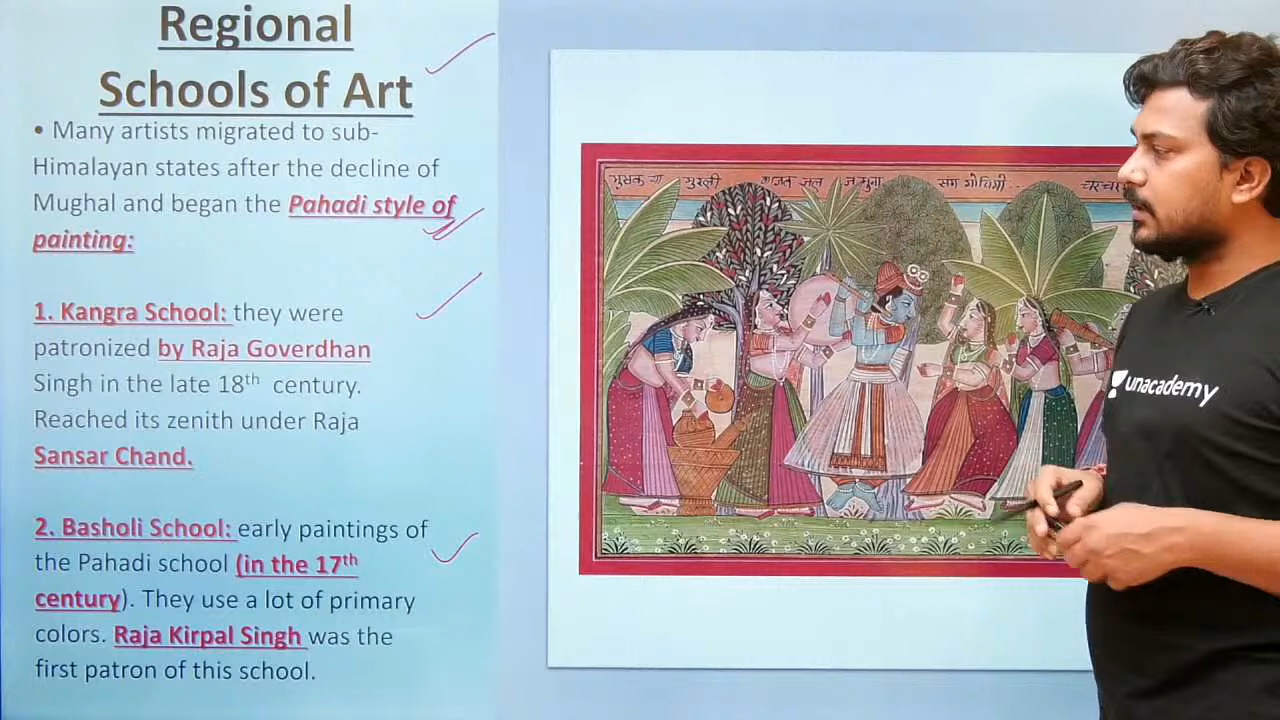 Regional
Schools of Art
• Many artists migrated to sub-
Himalayan states after the decline of
Mughal and began the Pahadi style of
painting:
1. Kangra School: they were
patronized by Raja Goverdhan
Singh in the late 18th century.
Reached its zenith under Raja
Sansar Chand.
2. Basholi School: early paintings of
the Pahadi school (in the 17th
century). They use a lot of primary
colors. Raja Kirpal Singh was the
first patron of this school.
मुरली जल जमुना संग
unacademy